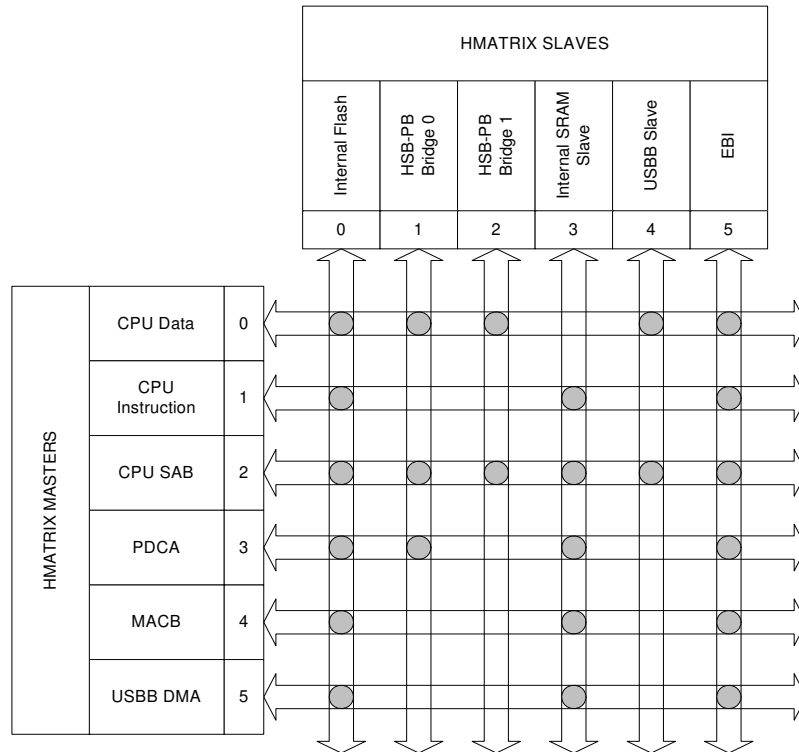 HMATRIX SLAVES
Internal Flash
HSB-PB
Bridge 0
HSB-PB
Bridge 1
Internal SRAM
Slave
USBB Slave
EBI
0 1 2 3 4 5
HMATRIX MASTERS
CPU Data 0
CPU
Instruction
1
CPU SAB 2
PDCA 3
MACB 4
USBB DMA 5